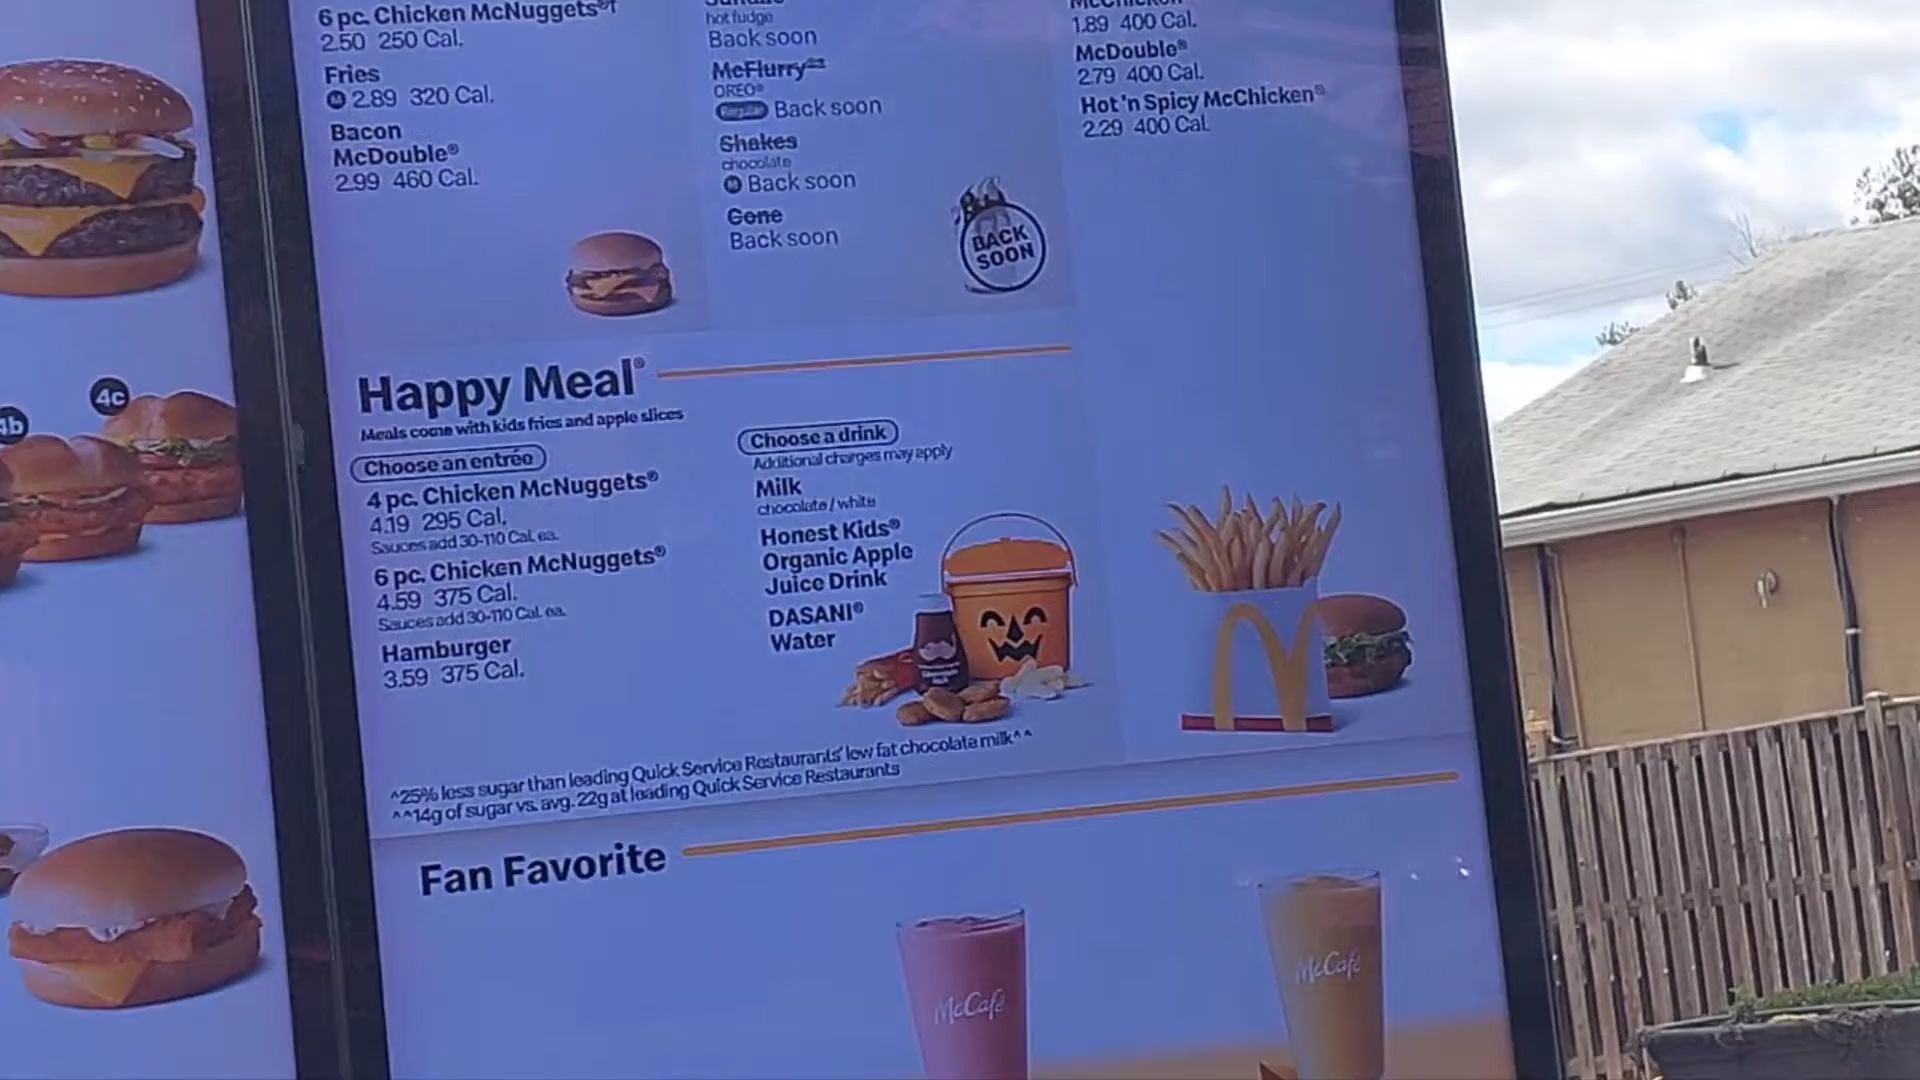 6 pc. Chicken McNuggets®†
2.50 250 Cal.
Fries
M 2.89 320 Cal.
Bacon
McDouble®
2.99 460 Cal.
hot fudge
Back soon
McFlurry
OREO®
Regular Back soon
Shakes
chocolate
M Back soon
Cone
Back soon
BACK
SOON
McChicken®
1.89 400 Cal.
McDouble®
2.79 400 Cal.
Hot 'n Spicy McChicken®
2.29 400 Cal.
4b
4c
Happy Meal®
Meals come with kids fries and apple slices
Choose an entrée
4 pc. Chicken McNuggets®
4.19 295 Cal.
Sauces add 30-110 Cal. ea.
6 pc. Chicken McNuggets®
4.59 375 Cal.
Sauces add 30-110 Cal. ea.
Hamburger
3.59 375 Cal.
Choose a drink
Additional charges may apply
Milk
chocolate / white
Honest Kids®
Organic Apple
Juice Drink
DASANI®
Water
^25% less sugar than leading Quick Service Restaurants' low fat chocolate milk^^
^^14g of sugar vs. avg. 22g at leading Quick Service Restaurants
Fan Favorite
McCafé
McCafé